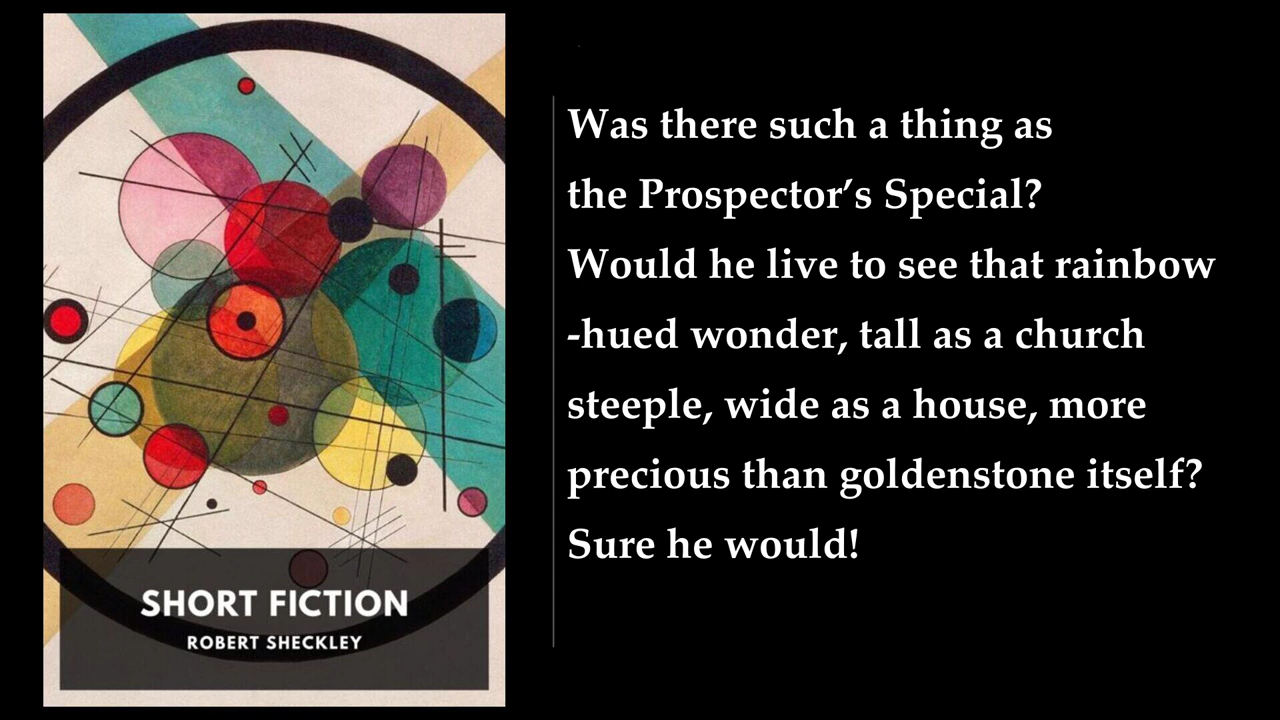 SHORT FICTION
ROBERT SHECKLEY
Was there such a thing as
the Prospector’s Special?
Would he live to see that rainbow
-hued wonder, tall as a church
steeple, wide as a house, more
precious than goldenstone itself?
Sure he would!